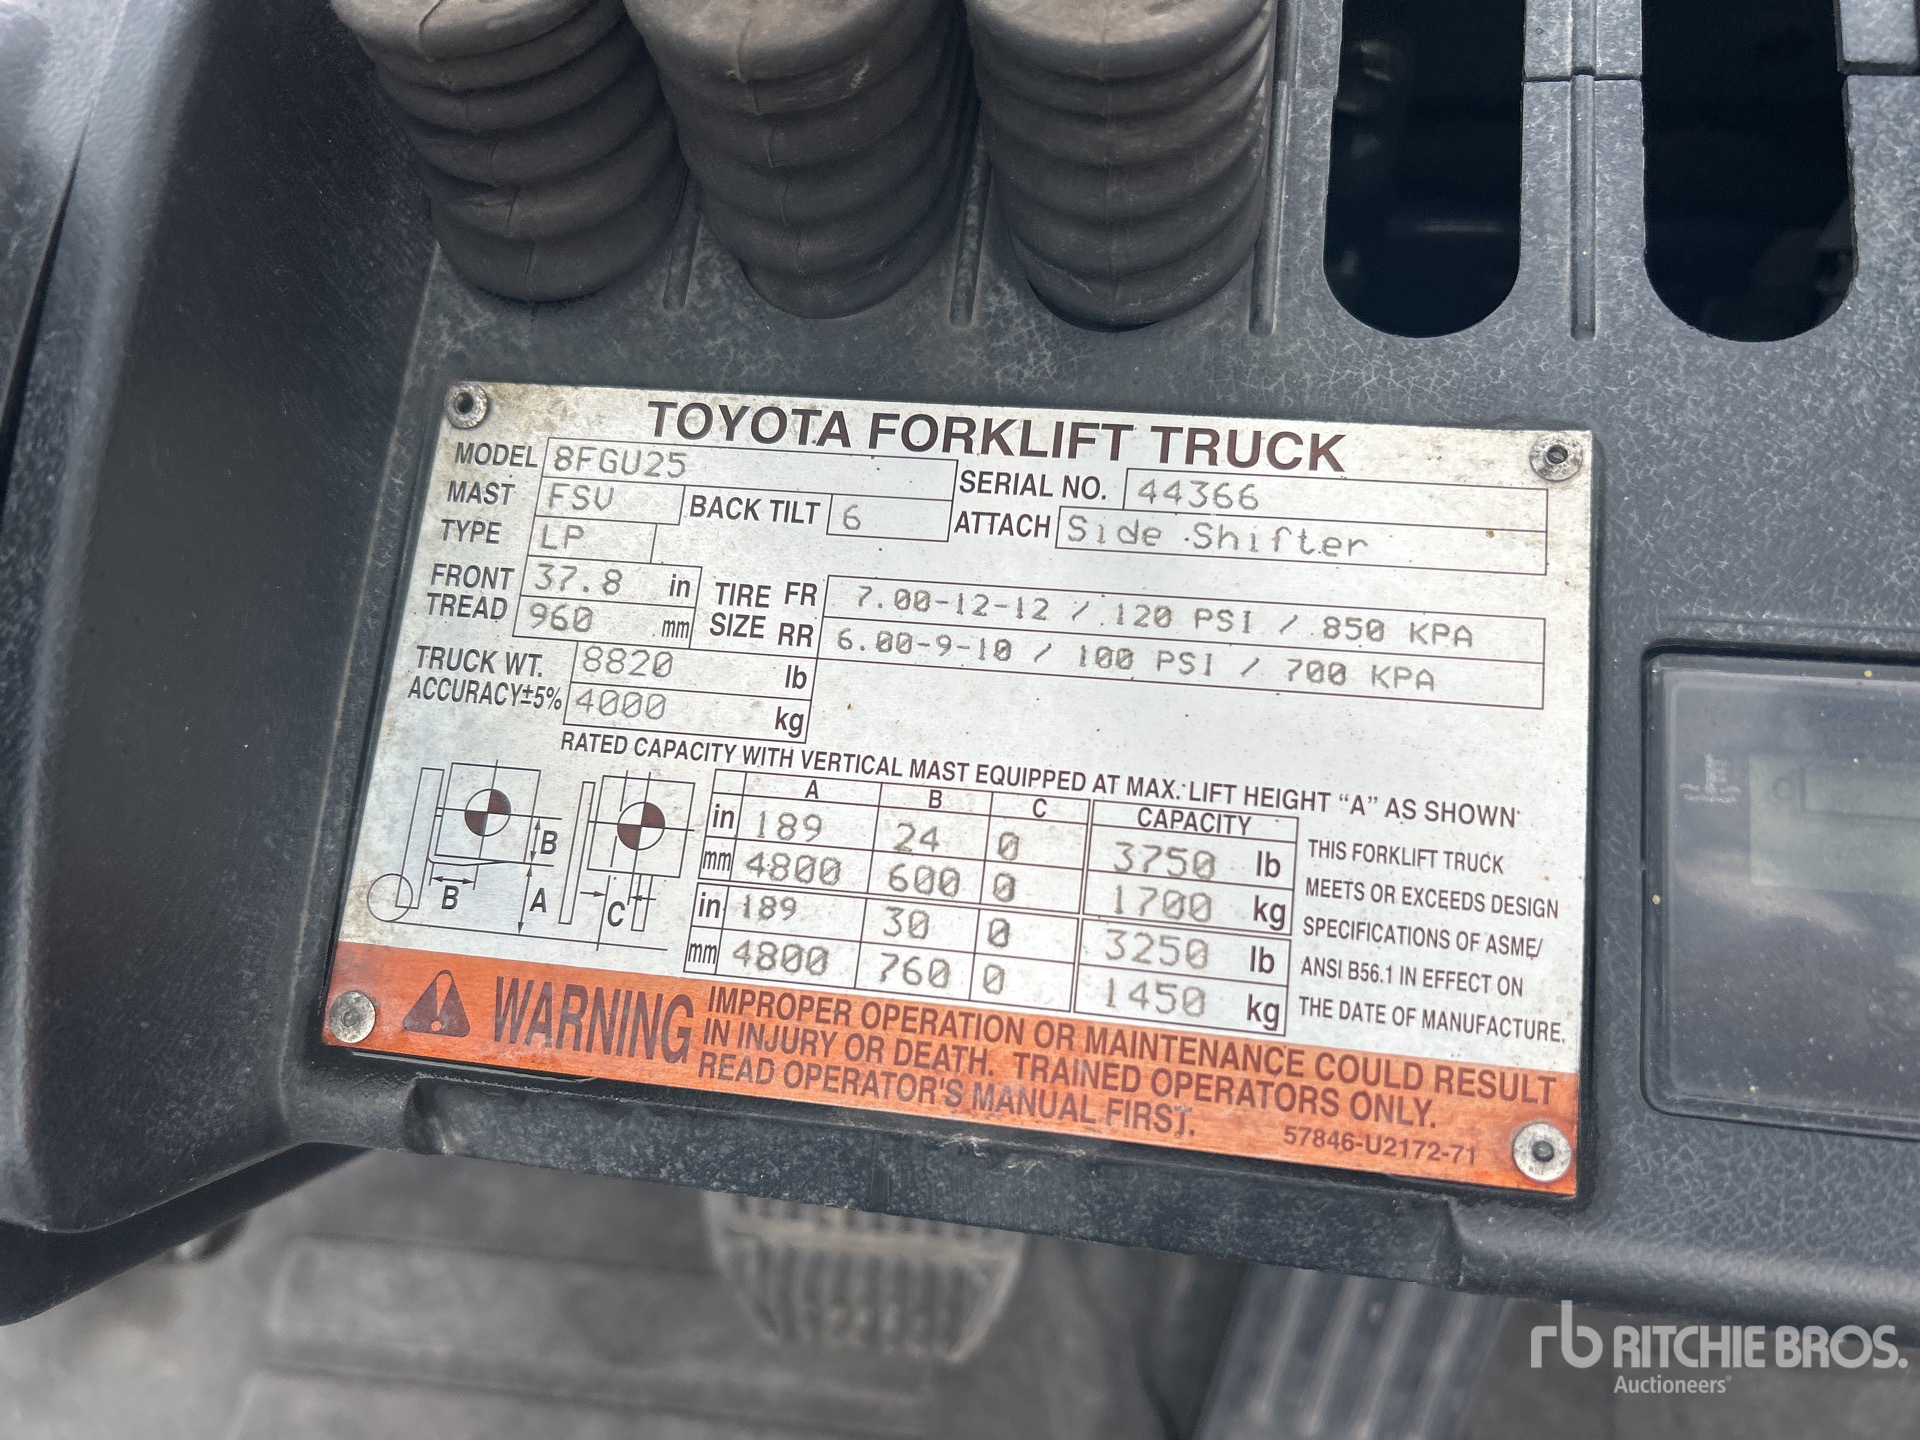 TOYOTA FORKLIFT TRUCK
MODEL 8FGU25 SERIAL NO. 44366
MAST FSV BACK TILT 6 ATTACH Side Shifter
TYPE LP
FRONT TREAD 37.8 in 960 mm
TIRE SIZE FR 7.00-12-12 / 120 PSI / 850 KPA
RR 6.00-9-10 / 100 PSI / 700 KPA
TRUCK WT. 8820 lb
ACCURACY±5% 4000 kg
RATED CAPACITY WITH VERTICAL MAST EQUIPPED AT MAX. LIFT HEIGHT "A" AS SHOWN
A B C CAPACITY
in 189 24 0 3750 lb
mm 4800 600 0 1700 kg
in 189 30 0 3250 lb
mm 4800 760 0 1450 kg
B
B
A
C
THIS FORKLIFT TRUCK
MEETS OR EXCEEDS DESIGN
SPECIFICATIONS OF ASME/
ANSI B56.1 IN EFFECT ON
THE DATE OF MANUFACTURE.
WARNING
IMPROPER OPERATION OR MAINTENANCE COULD RESULT
IN INJURY OR DEATH. TRAINED OPERATORS ONLY.
READ OPERATOR'S MANUAL FIRST.
57846-U2172-71
rb RITCHIE BROS.
Auctioneers